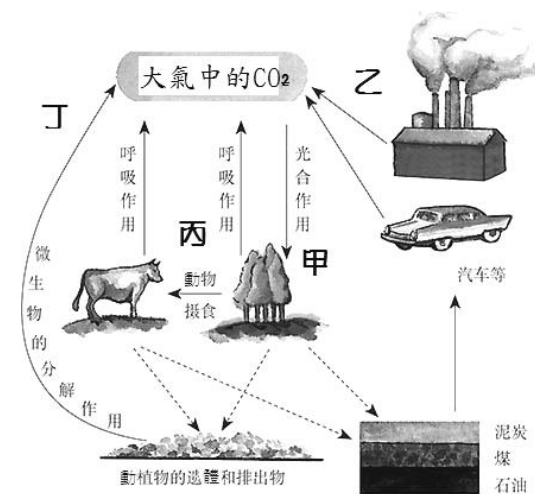 大氣中的CO2
乙
丁
呼吸作用
呼吸作用
光合作用
丙
甲
動物
摄食
微生物的分解作用
汽车等
泥炭
煤
石油
動植物的遗體和排出物